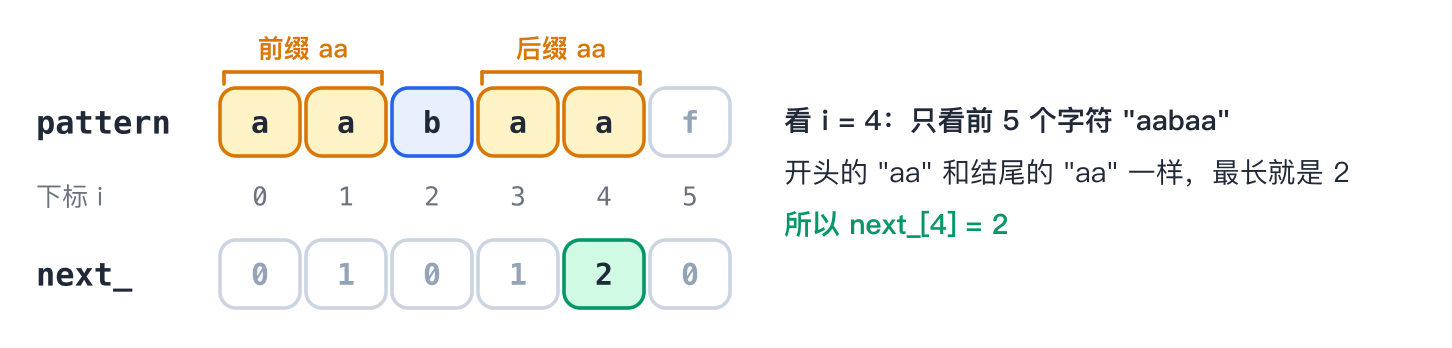 前缀 aa 后缀 aa
pattern a a b a a f
下标 i 0 1 2 3 4 5
next_ 0 1 0 1 2 0
看 i = 4：只看前 5 个字符 "aabaa"
开头的 "aa" 和结尾的 "aa" 一样，最长就是 2
所以 next_[4] = 2